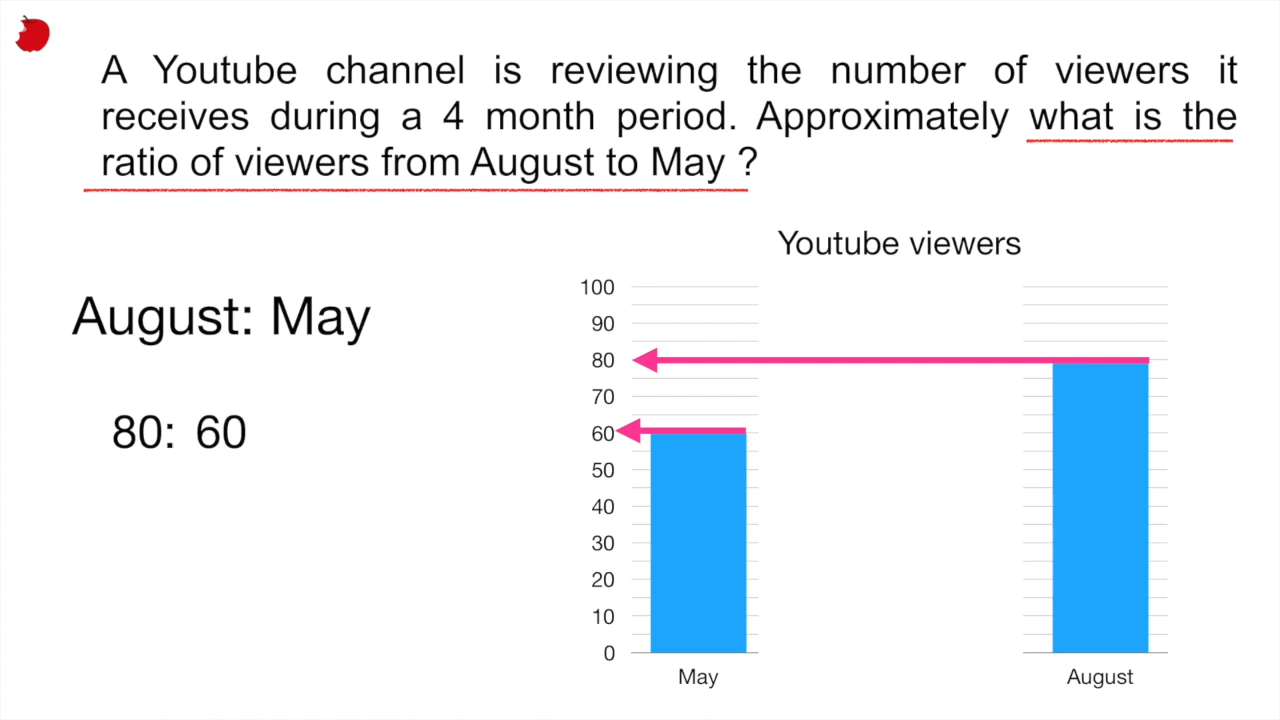 A Youtube channel is reviewing the number of viewers it
receives during a 4 month period. Approximately what is the
ratio of viewers from August to May ?
Youtube viewers
August: May
80: 60
100
90
80
70
60
50
40
30
20
10
0
May
August